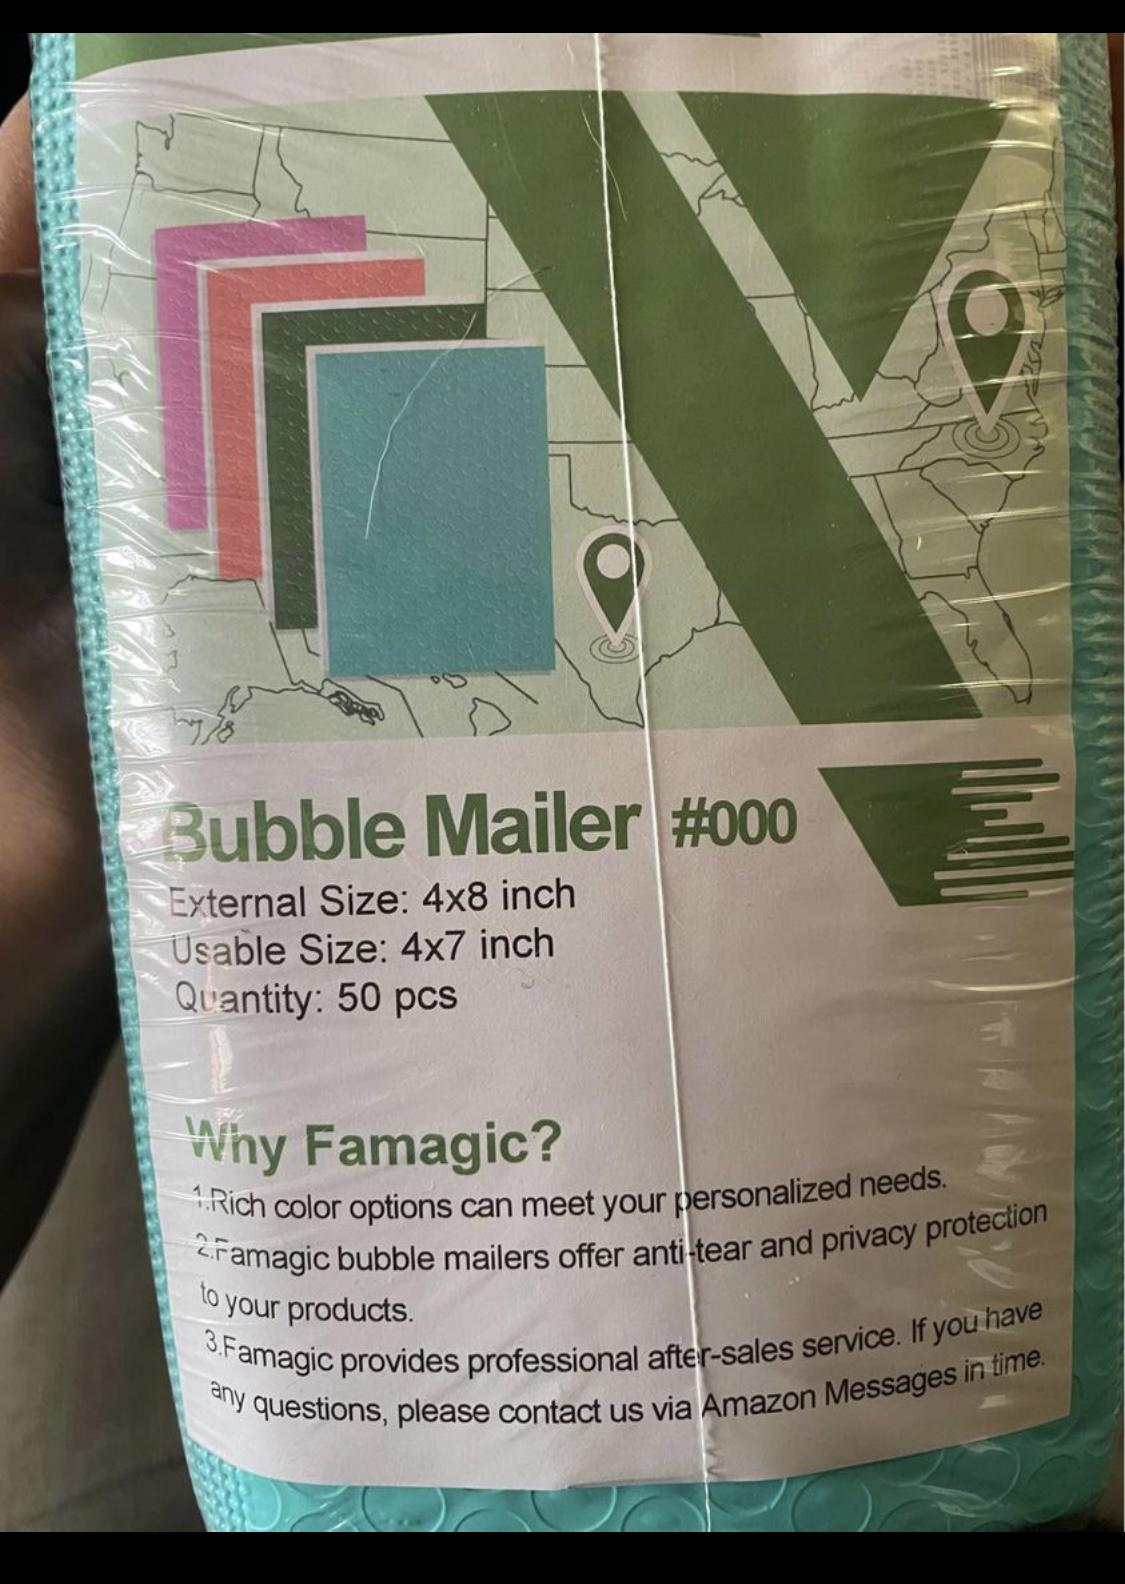 Bubble Mailer #000
External Size: 4x8 inch
Usable Size: 4x7 inch
Quantity: 50 pcs
Why Famagic?
1.Rich color options can meet your personalized needs.
2.Famagic bubble mailers offer anti-tear and privacy protection
to your products.
3.Famagic provides professional after-sales service. If you have
any questions, please contact us via Amazon Messages in time.